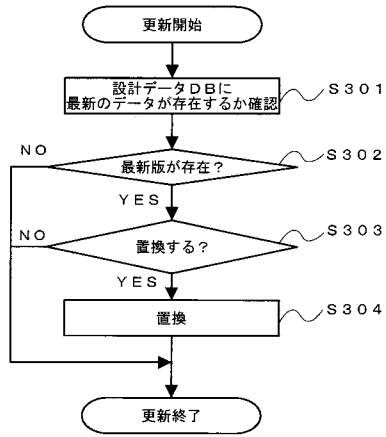 更新開始
設計データDBに
最新のデータが存在するか確認
S301
NO
最新版が存在?
S302
YES
NO
置換する?
S303
YES
置換
S304
更新終了